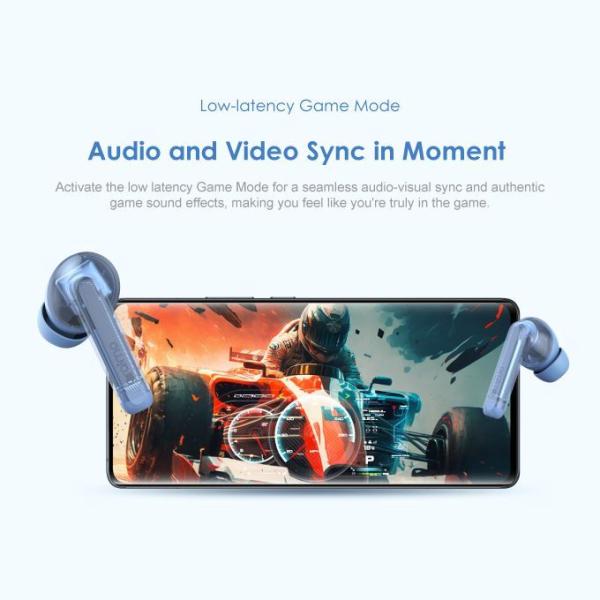 Low-latency Game Mode
Audio and Video Sync in Moment
Activate the low latency Game Mode for a seamless audio-visual sync and authentic
game sound effects, making you feel like you're truly in the game.
P